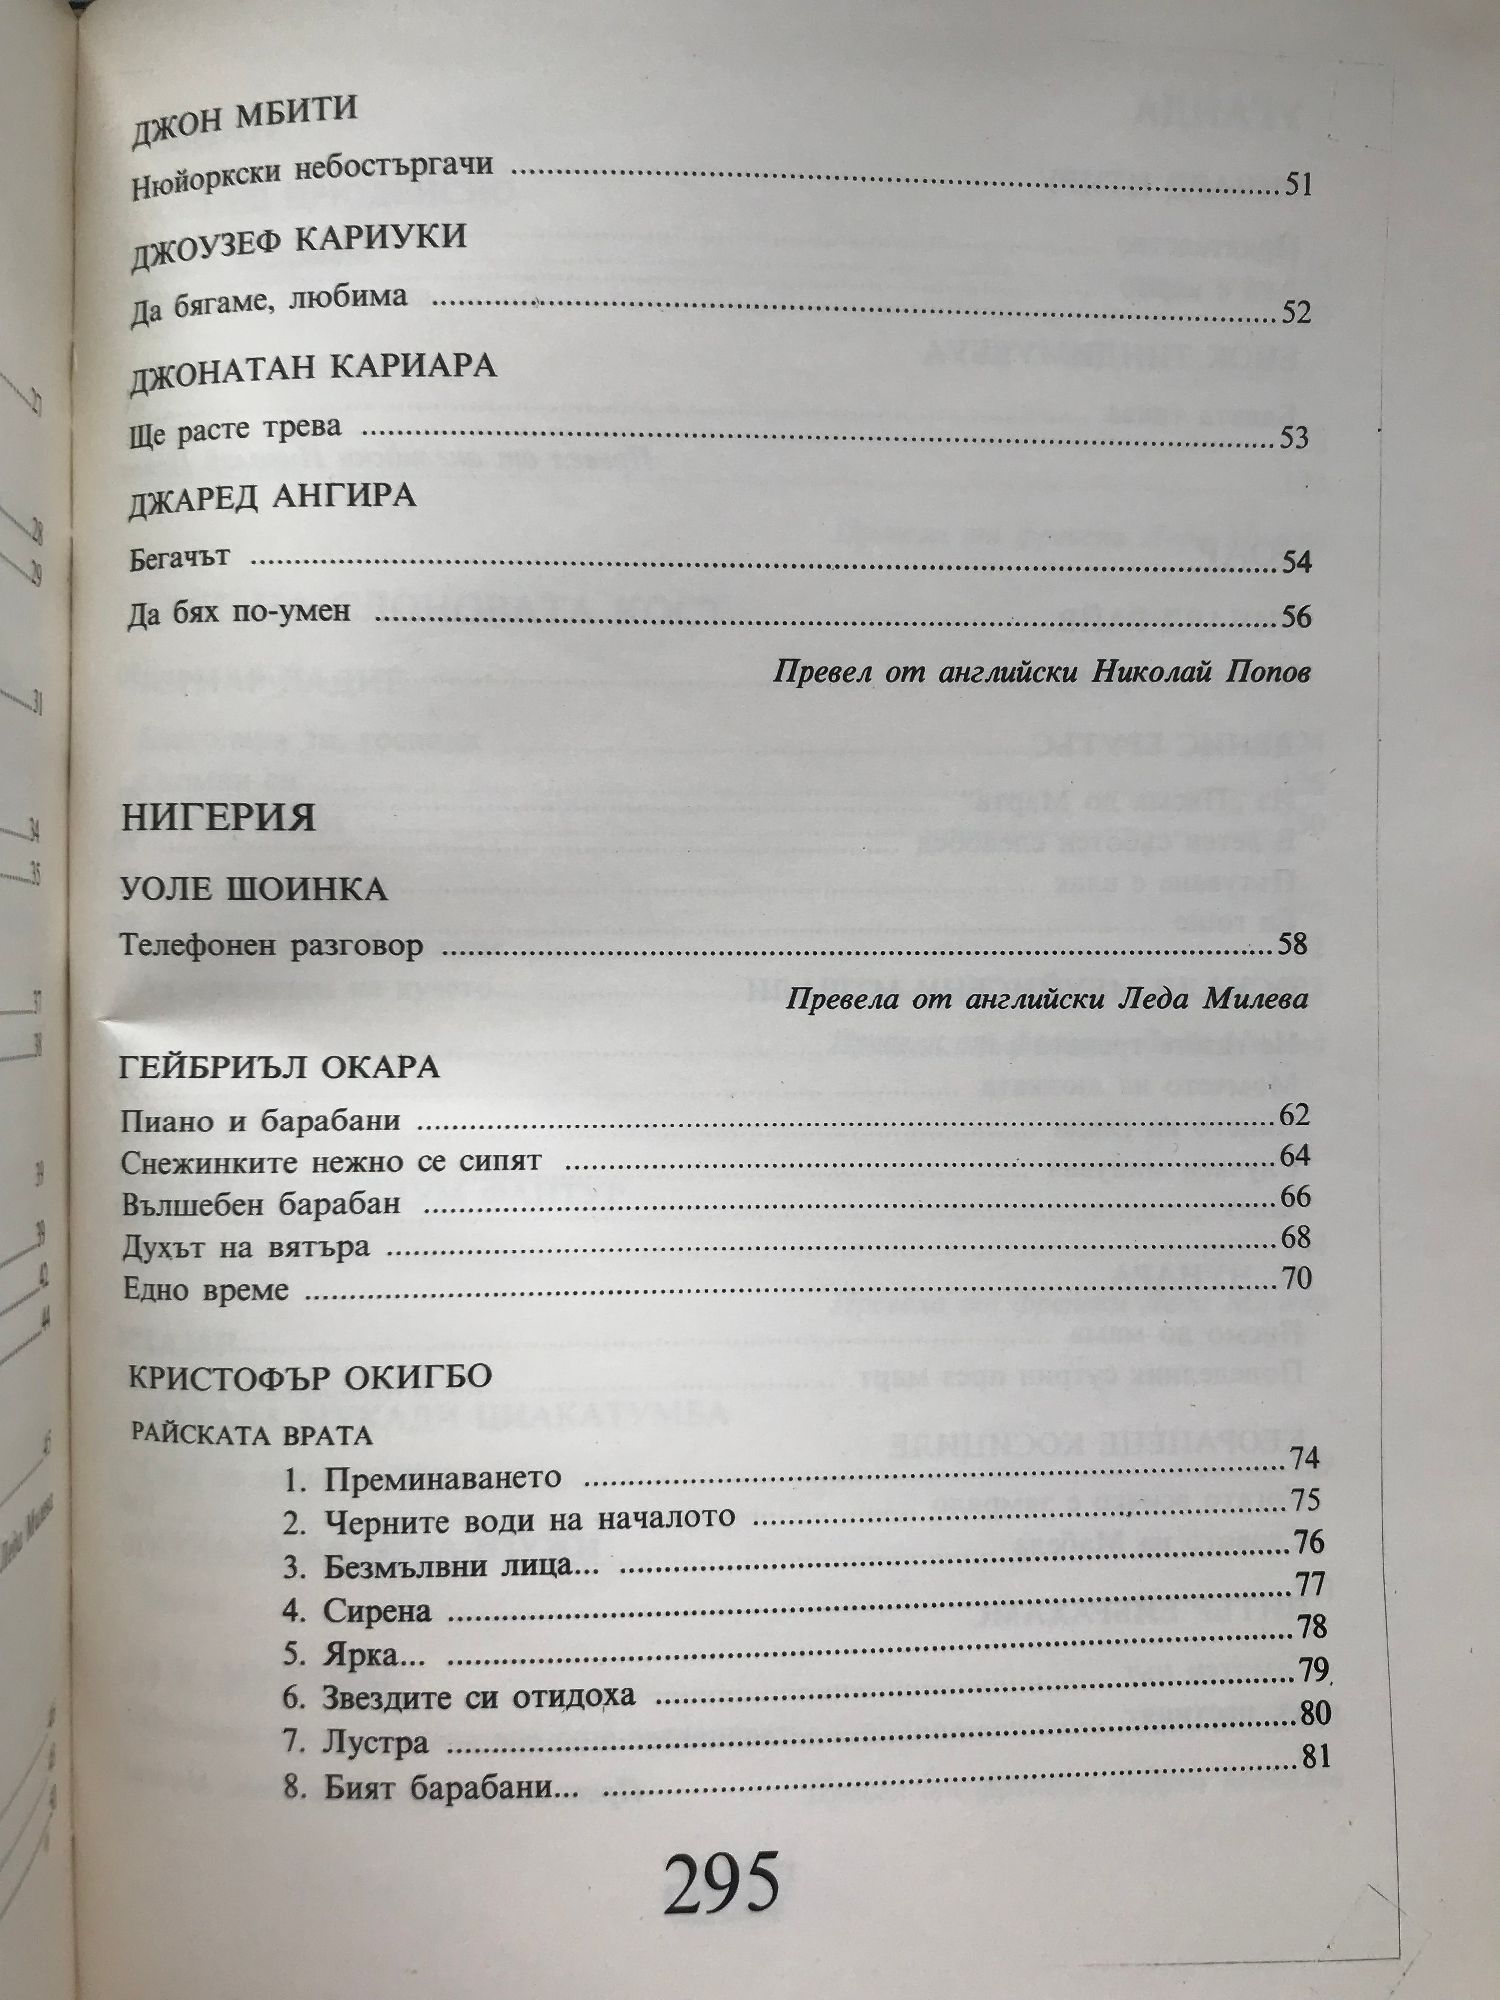 ДЖОН МБИТИ
Нюйоркски небостъргачи ........ 51
ДЖОУЗЕФ КАРИУКИ
Да бягаме, любима ........ 52
ДЖОНАТАН КАРИАРА
Ще расте трева ........ 53
ДЖАРЕД АНГИРА
Бегачът ........ 54
Да бях по-умен ........ 56
Превел от английски Николай Попов
НИГЕРИЯ
УОЛЕ ШОИНКА
Телефонен разговор ........ 58
Превела от английски Леда Милева
ГЕЙБРИЪЛ ОКАРА
Пиано и барабани ........ 62
Снежинките нежно се сипят ........ 64
Вълшебен барабан ........ 66
Духът на вятъра ........ 68
Едно време ........ 70
КРИСТОФЪР ОКИГБО
РАЙСКАТА ВРАТА
1. Преминаването ........ 74
2. Черните води на началото ........ 75
3. Безмълвни лица... ........ 76
4. Сирена ........ 77
5. Ярка... ........ 78
6. Звездите си отидоха ........ 79
7. Лустра ........ 80
8. Бият барабани... ........ 81
295